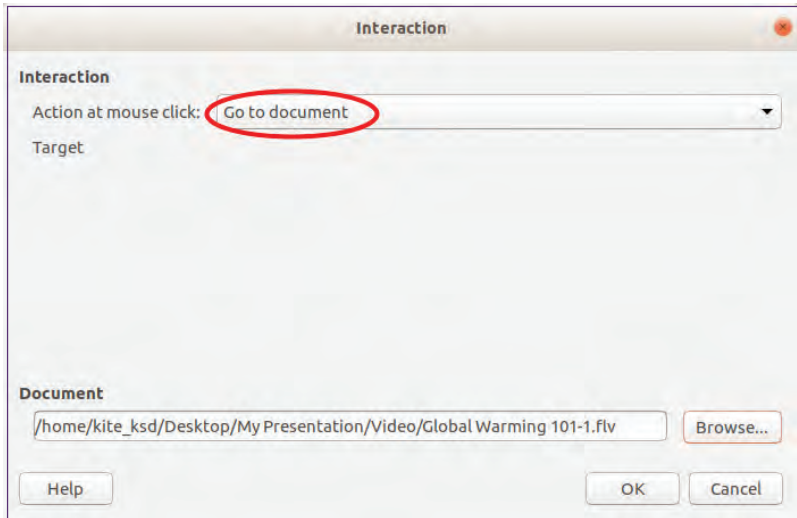 Interaction
Interaction
Action at mouse click: Go to document
Target
Document
/home/kite_ksd/Desktop/My Presentation/Video/Global Warming 101-1.flv Browse...
Help OK Cancel